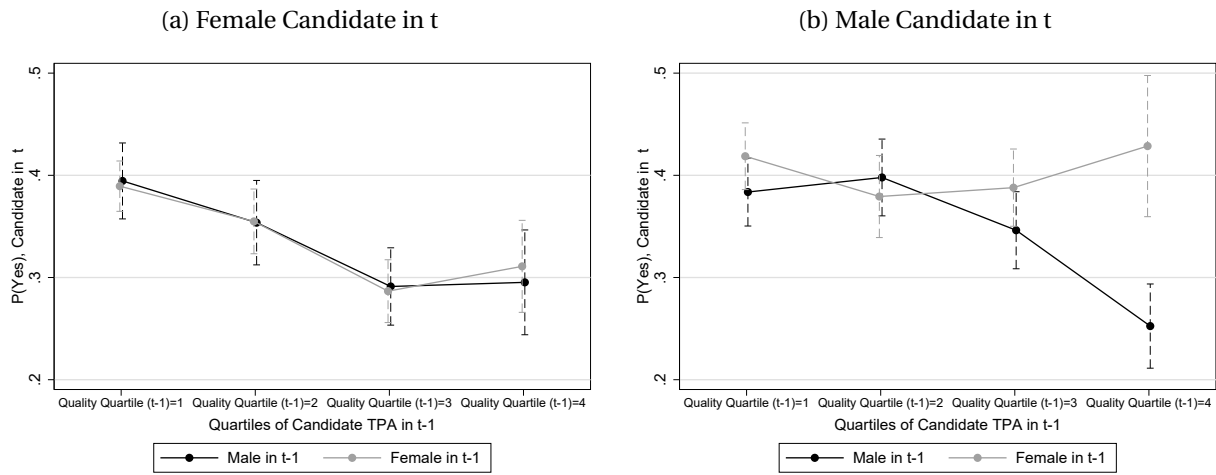 (a) Female Candidate in t
P(Yes), Candidate in t
.5
.4
.3
.2
Quality Quartile (t-1)=1 Quality Quartile (t-1)=2 Quality Quartile (t-1)=3 Quality Quartile (t-1)=4
Quartiles of Candidate TPA in t-1
Male in t-1 Female in t-1
(b) Male Candidate in t
P(Yes), Candidate in t
.5
.4
.3
.2
Quality Quartile (t-1)=1 Quality Quartile (t-1)=2 Quality Quartile (t-1)=3 Quality Quartile (t-1)=4
Quartiles of Candidate TPA in t-1
Male in t-1 Female in t-1